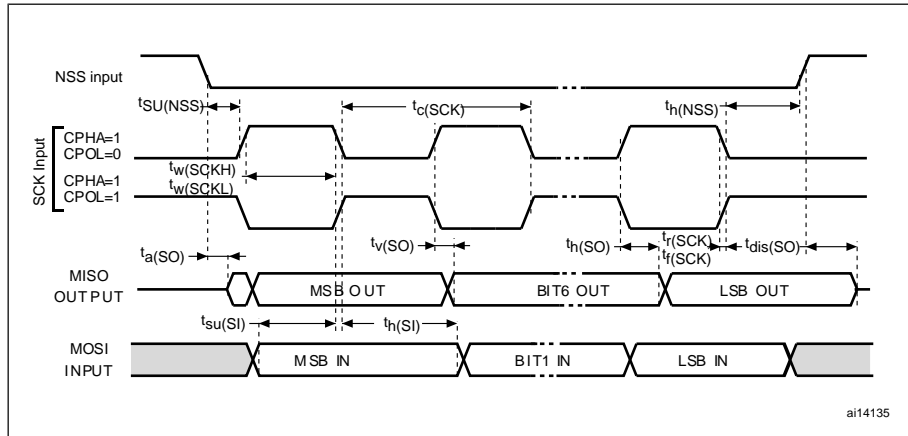 NSS input
tSU(NSS)
tc(SCK)
th(NSS)
SCK Input
CPHA=1
CPOL=0
tw(SCKH)
tw(SCKL)
CPHA=1
CPOL=1
ta(SO)
tv(SO)
th(SO)
tr(SCK)
tf(SCK)
tdis(SO)
MISO
OUTPUT
MSB OUT
BIT6 OUT
LSB OUT
tsu(SI)
th(SI)
MOSI
INPUT
MSB IN
BIT1 IN
LSB IN
ai14135